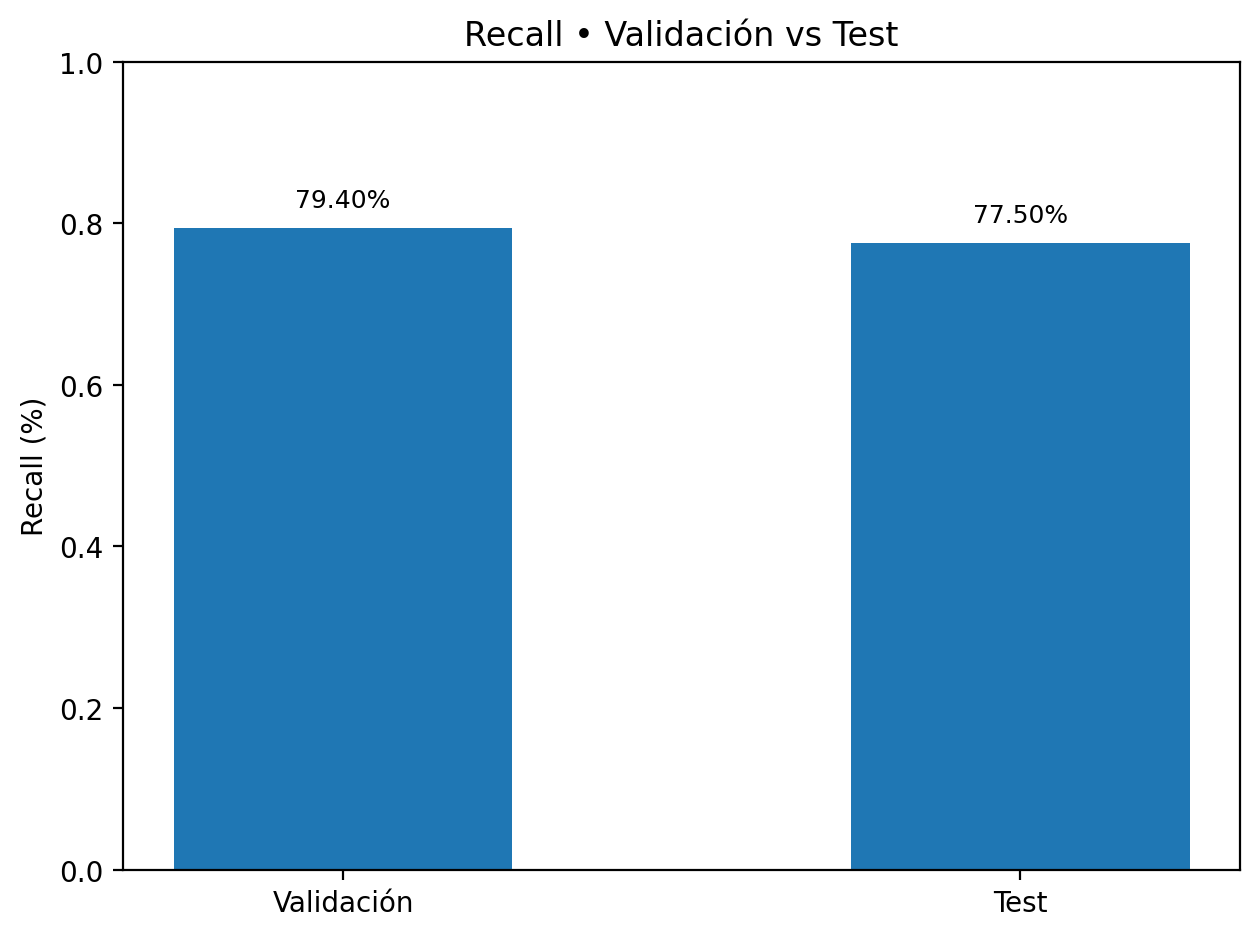 Recall • Validación vs Test
1.0
0.8
0.6
0.4
0.2
0.0
Recall (%)
79.40%
77.50%
Validación
Test